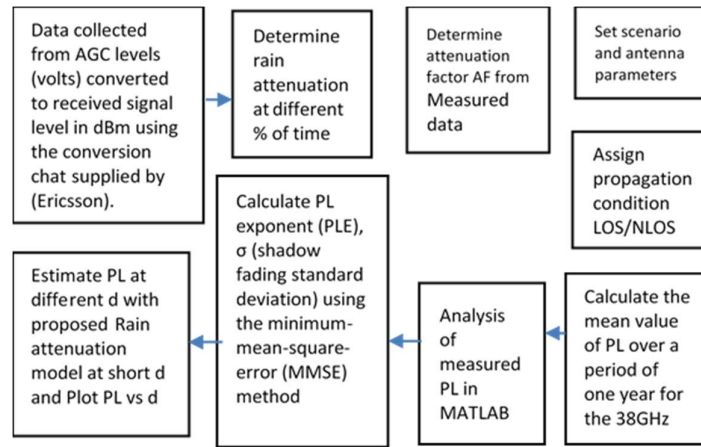 Data collected
from AGC levels
(volts) converted
to received signal
level in dBm using
the conversion
chat supplied by
(Ericsson).
Determine
rain
attenuation
at different
% of time
Determine
attenuation
factor AF from
Measured
data
Set scenario
and antenna
parameters
Assign
propagation
condition
LOS/NLOS
Calculate the
mean value
of PL over a
period of
one year for
the 38GHz
Analysis
of
measured
PL in
MATLAB
Calculate PL
exponent (PLE),
σ (shadow
fading standard
deviation) using
the minimum-
mean-square-
error (MMSE)
method
Estimate PL at
different d with
proposed Rain
attenuation
model at short d
and Plot PL vs d